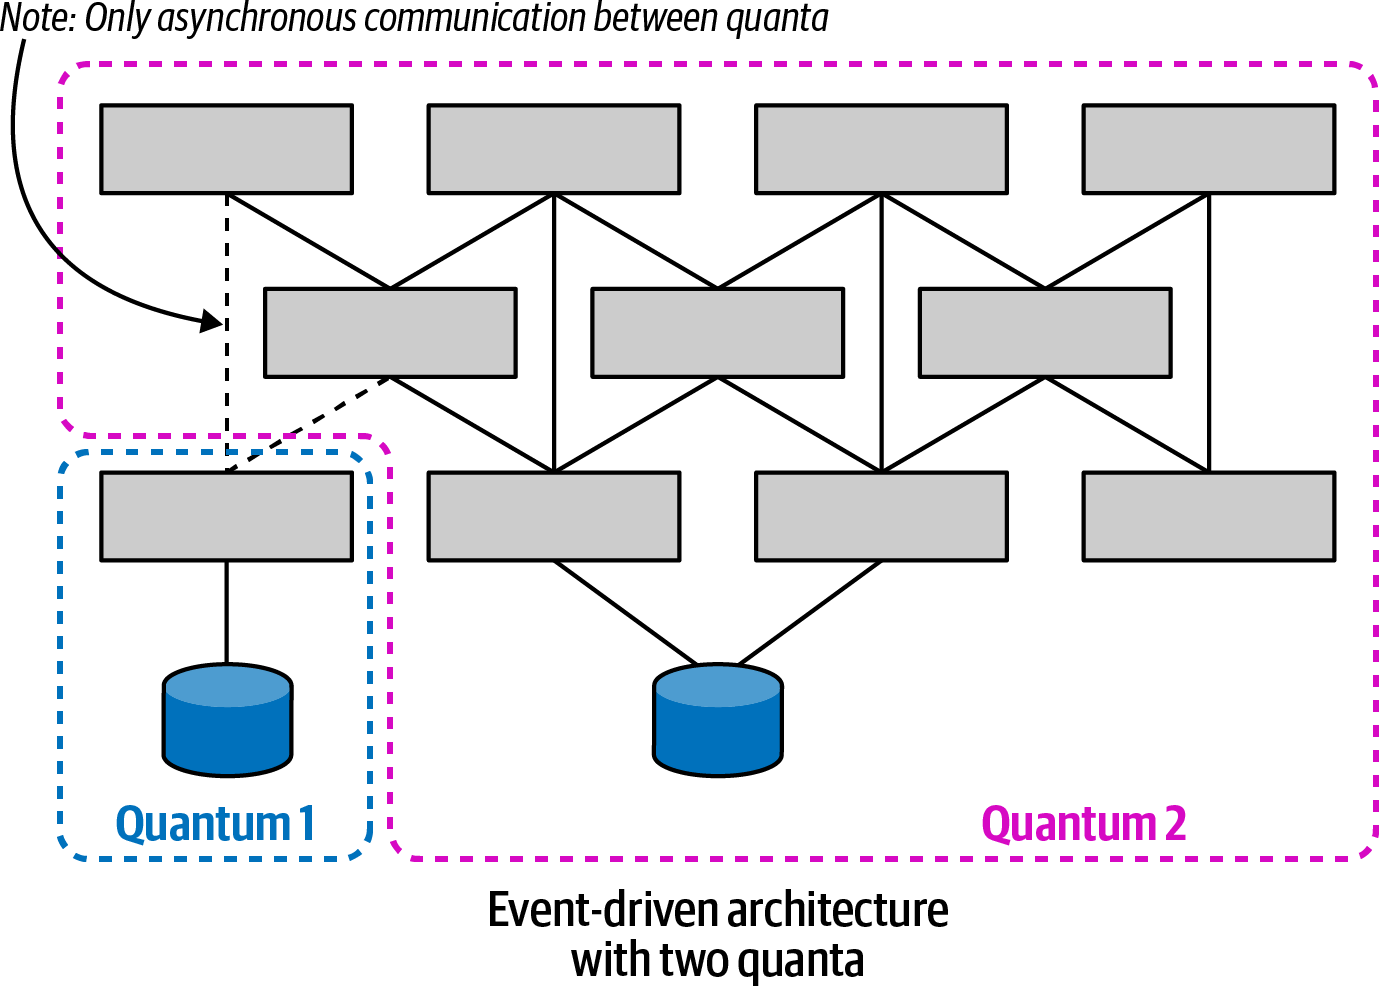 Note: Only asynchronous communication between quanta
Quantum 1
Quantum 2
Event-driven architecture
with two quanta